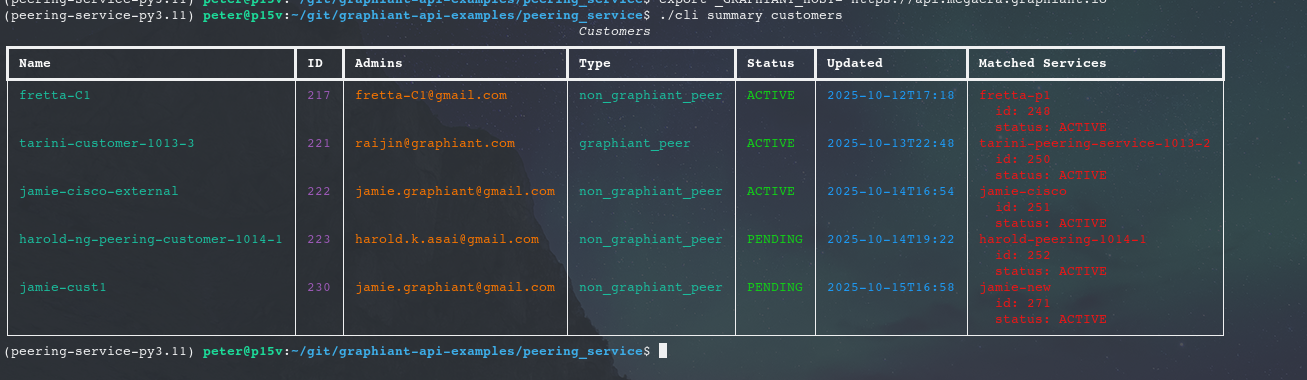 (peering-service-py3.11) peter@p15v:~/git/graphiant-api-examples/peering_service$ export _GRAPHIANT_HOST= https://api.megaera.graphiant.io
(peering-service-py3.11) peter@p15v:~/git/graphiant-api-examples/peering_service$ ./cli summary customers
Customers
Name ID Admins Type Status Updated Matched Services
fretta-C1 217 fretta-C1@gmail.com non_graphiant_peer ACTIVE 2025-10-12T17:18 fretta-p1
id: 248
status: ACTIVE
tarini-customer-1013-3 221 raijin@graphiant.com graphiant_peer ACTIVE 2025-10-13T22:48 tarini-peering-service-1013-2
id: 250
status: ACTIVE
jamie-cisco-external 222 jamie.graphiant@gmail.com non_graphiant_peer ACTIVE 2025-10-14T16:54 jamie-cisco
id: 251
status: ACTIVE
harold-ng-peering-customer-1014-1 223 harold.k.asai@gmail.com non_graphiant_peer PENDING 2025-10-14T19:22 harold-peering-1014-1
id: 252
status: ACTIVE
jamie-cust1 230 jamie.graphiant@gmail.com non_graphiant_peer PENDING 2025-10-15T16:58 jamie-new
id: 271
status: ACTIVE
(peering-service-py3.11) peter@p15v:~/git/graphiant-api-examples/peering_service$